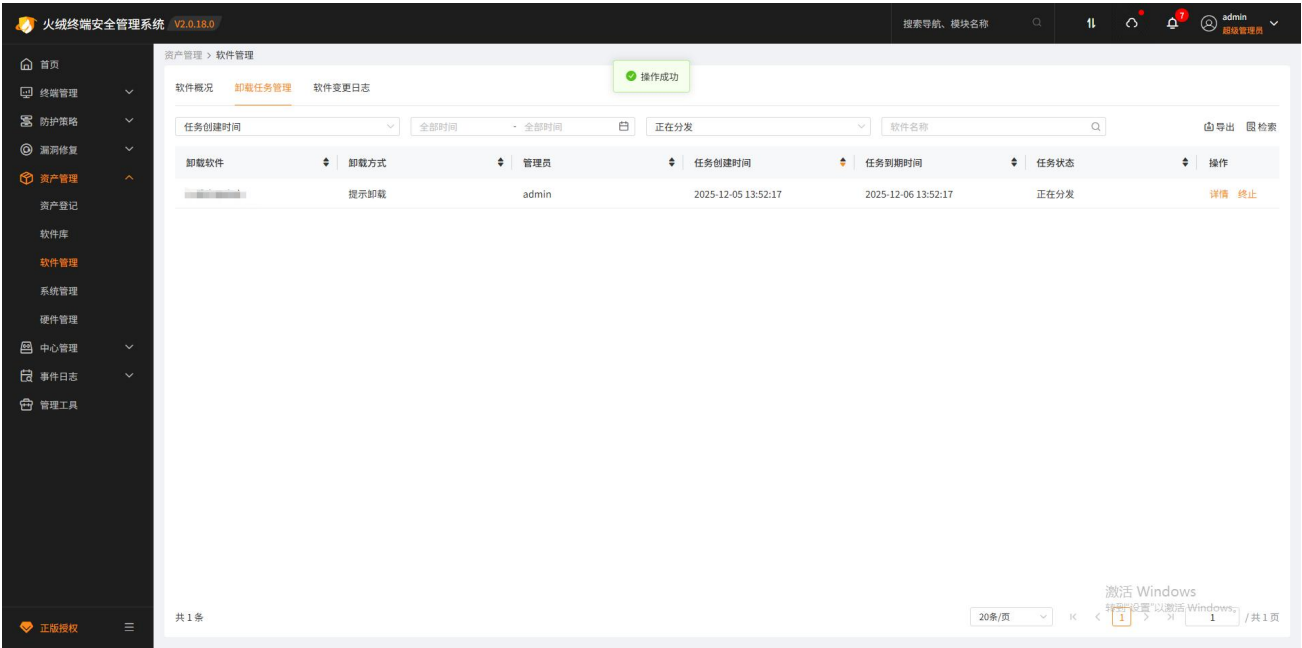 火绒终端安全管理系统 V2.0.18.0 搜索导航、模块名称 7 admin
超级管理员
首页
终端管理
防护策略
漏洞修复
资产管理
资产登记
软件库
软件管理
系统管理
硬件管理
中心管理
事件日志
管理工具
正版授权
资产管理 > 软件管理
操作成功
软件概况 卸载任务管理 软件变更日志
任务创建时间 全部时间 - 全部时间 正在分发 软件名称 导出 检索
卸载软件 卸载方式 管理员 任务创建时间 任务到期时间 任务状态 操作
提示卸载 admin 2025-12-05 13:52:17 2025-12-06 13:52:17 正在分发 详情 终止
激活 Windows
转到"设置"以激活 Windows。
共 1 条 20条/页 1 1 / 共 1 页